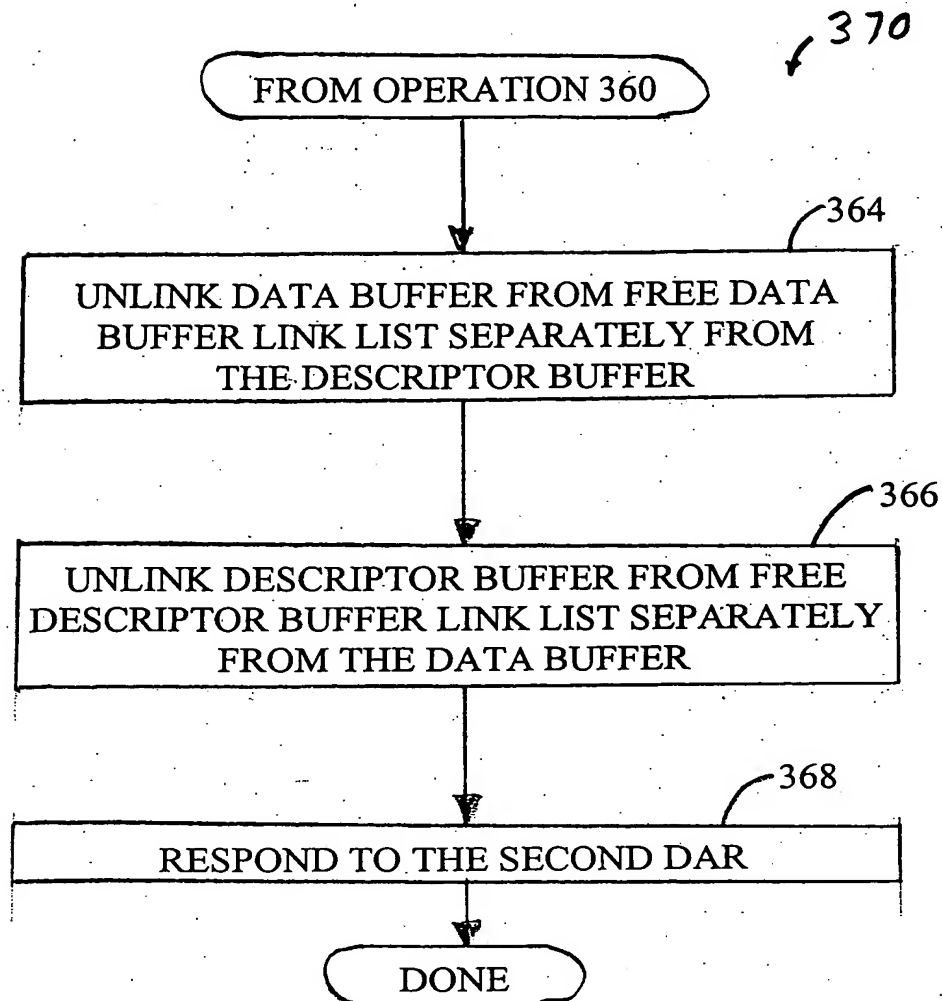 370
FROM OPERATION 360
364
UNLINK DATA BUFFER FROM FREE DATA
BUFFER LINK LIST SEPARATELY FROM
THE DESCRIPTOR BUFFER
366
UNLINK DESCRIPTOR BUFFER FROM FREE
DESCRIPTOR BUFFER LINK LIST SEPARATELY
FROM THE DATA BUFFER
368
RESPOND TO THE SECOND DAR
DONE